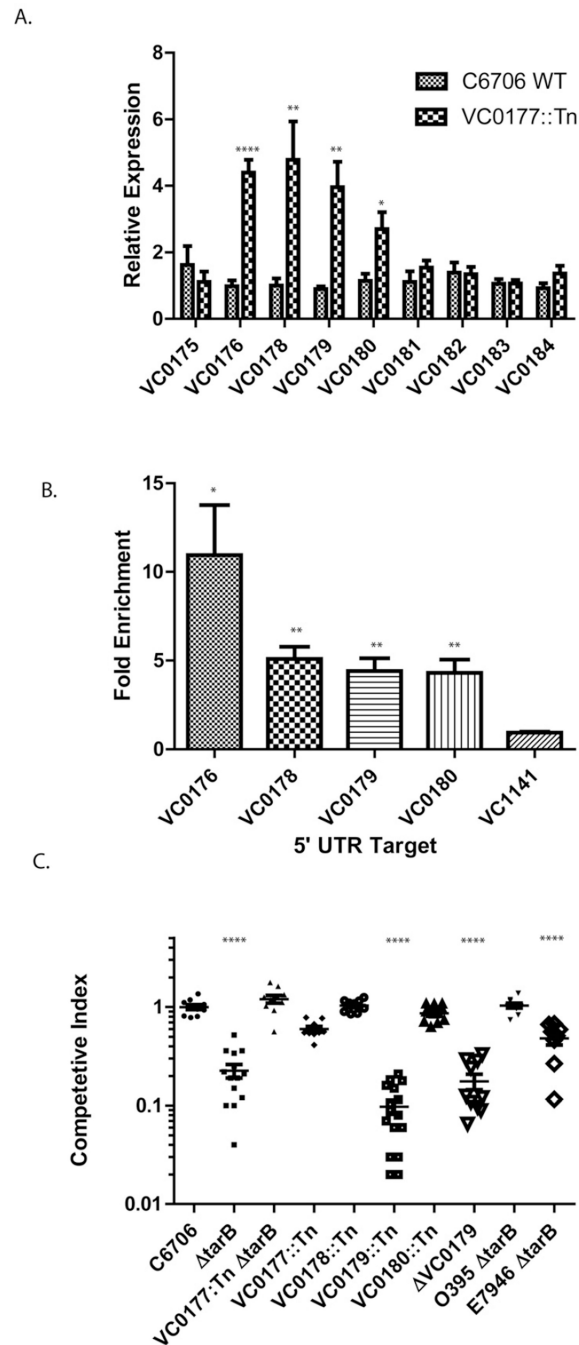 A.
8
6
4
2
0
Relative Expression
C6706 WT
VC0177::Tn
****
**
**
*
VC0175
VC0176
VC0178
VC0179
VC0180
VC0181
VC0182
VC0183
VC0184
B.
15
10
5
0
Fold Enrichment
*
**
**
**
VC0176
VC0178
VC0179
VC0180
VC1141
5' UTR Target
C.
****
****
****
****
1
0.1
0.01
Competetive Index
C6706
ΔtarB
VC0177:Tn ΔtarB
VC0177::Tn
VC0178::Tn
VC0179::Tn
VC0180::Tn
ΔVC0179
O395 ΔtarB
E7946 ΔtarB